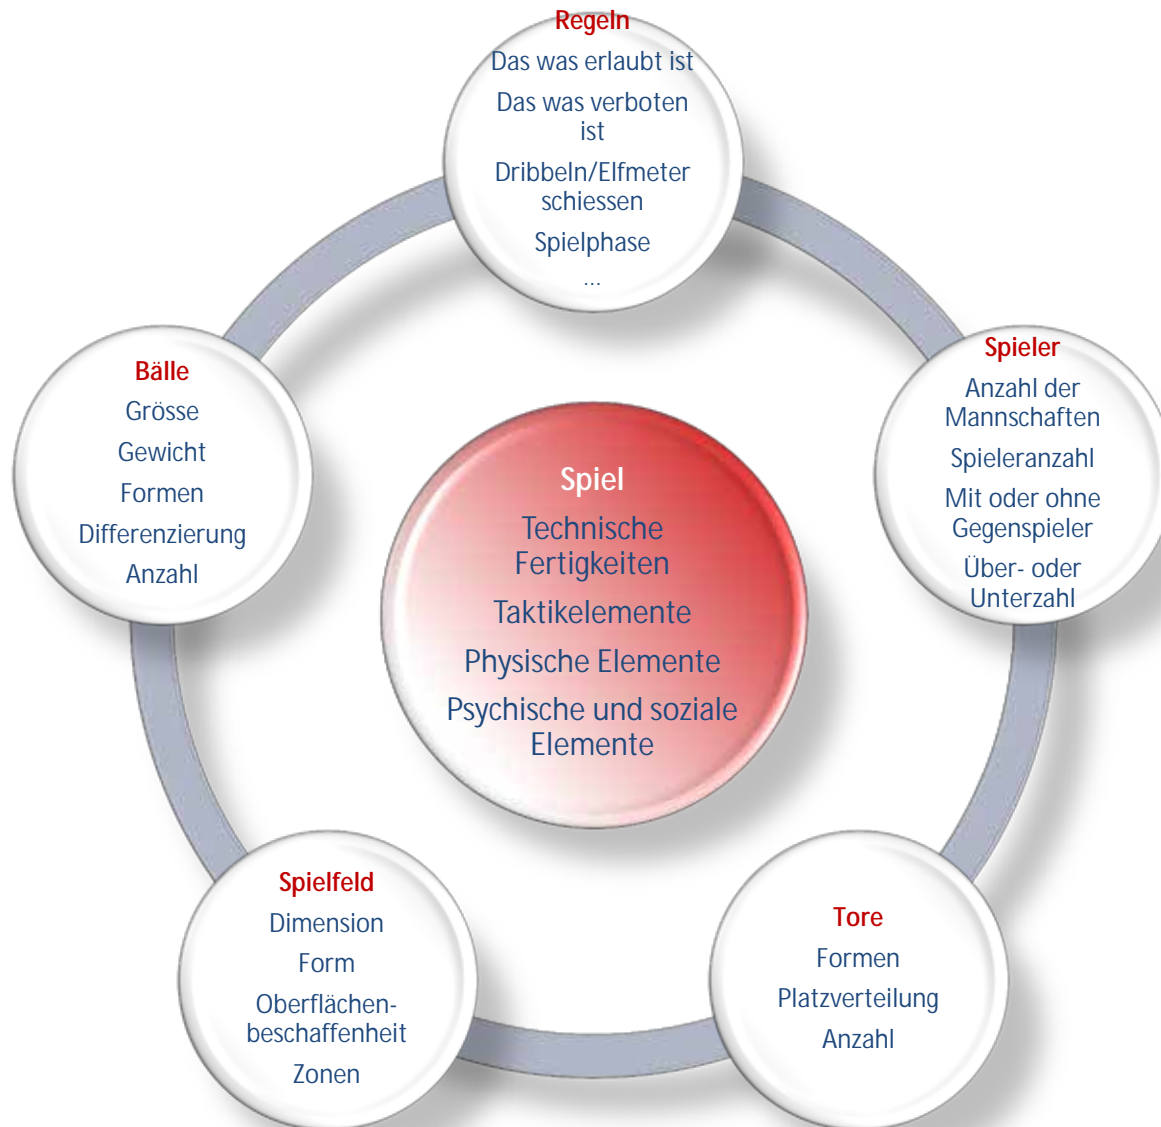 Regeln
Das was erlaubt ist
Das was verboten
ist
Dribbeln/Elfmeter
schiessen
Spielphase
...
Spieler
Anzahl der
Mannschaften
Spieleranzahl
Mit oder ohne
Gegenspieler
Über- oder
Unterzahl
Tore
Formen
Platzverteilung
Anzahl
Spielfeld
Dimension
Form
Oberflächen-
beschaffenheit
Zonen
Bälle
Grösse
Gewicht
Formen
Differenzierung
Anzahl
Spiel
Technische
Fertigkeiten
Taktikelemente
Physische Elemente
Psychische und soziale
Elemente